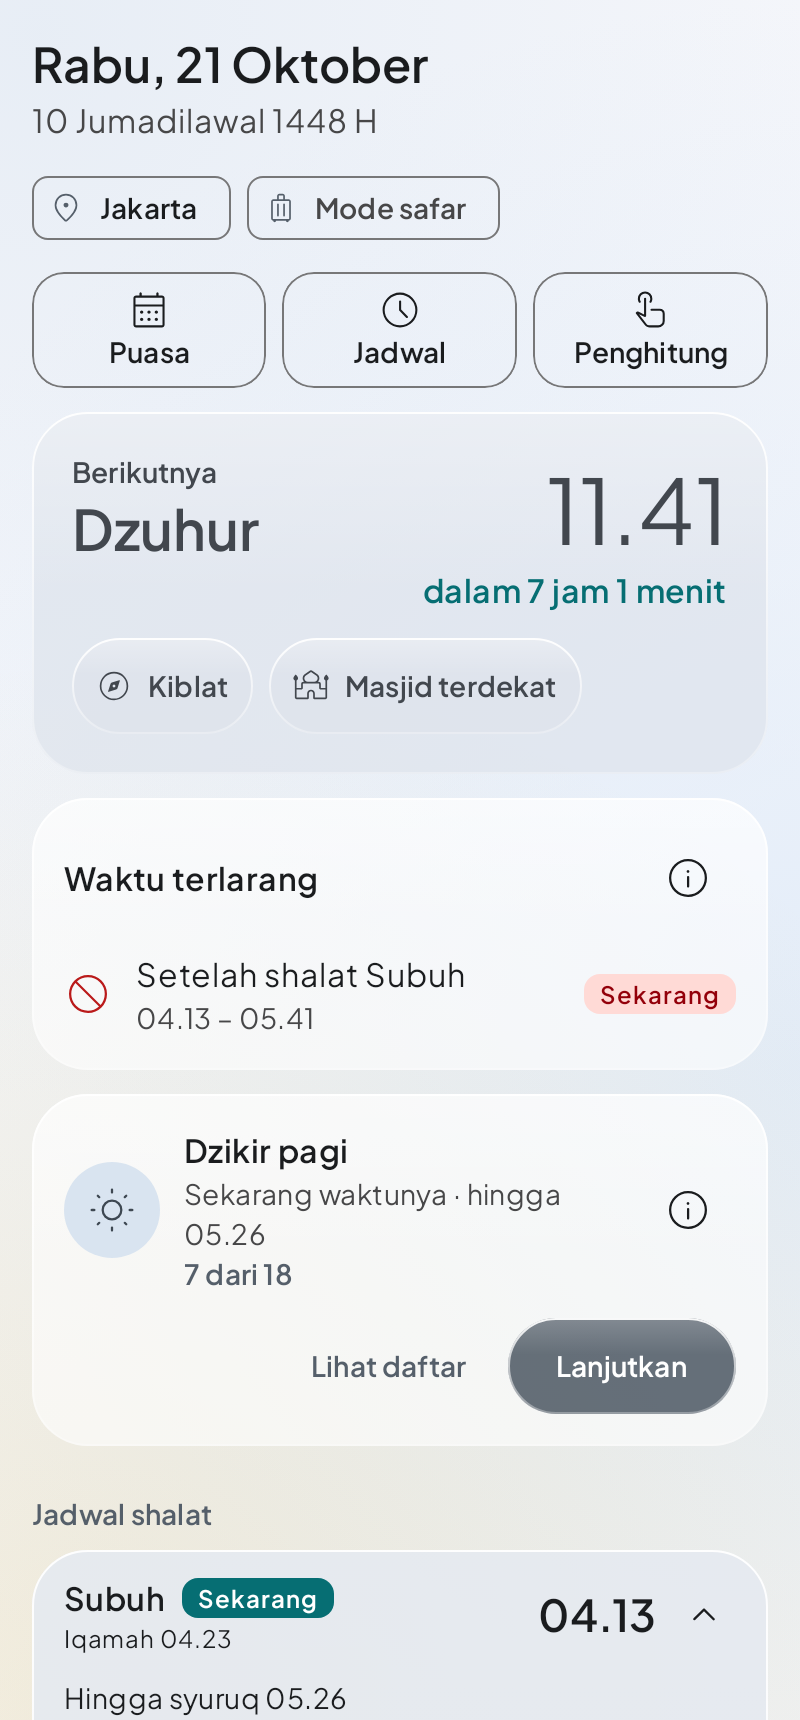 Rabu, 21 Oktober
10 Jumadilawal 1448 H
Jakarta
Mode safar
Puasa
Jadwal
Penghitung
Berikutnya
Dzuhur
11.41
dalam 7 jam 1 menit
Kiblat
Masjid terdekat
Waktu terlarang
Setelah shalat Subuh
04.13 – 05.41
Sekarang
Dzikir pagi
Sekarang waktunya · hingga
05.26
7 dari 18
Lihat daftar
Lanjutkan
Jadwal shalat
Subuh
Sekarang
04.13
Iqamah 04.23
Hingga syuruq 05.26